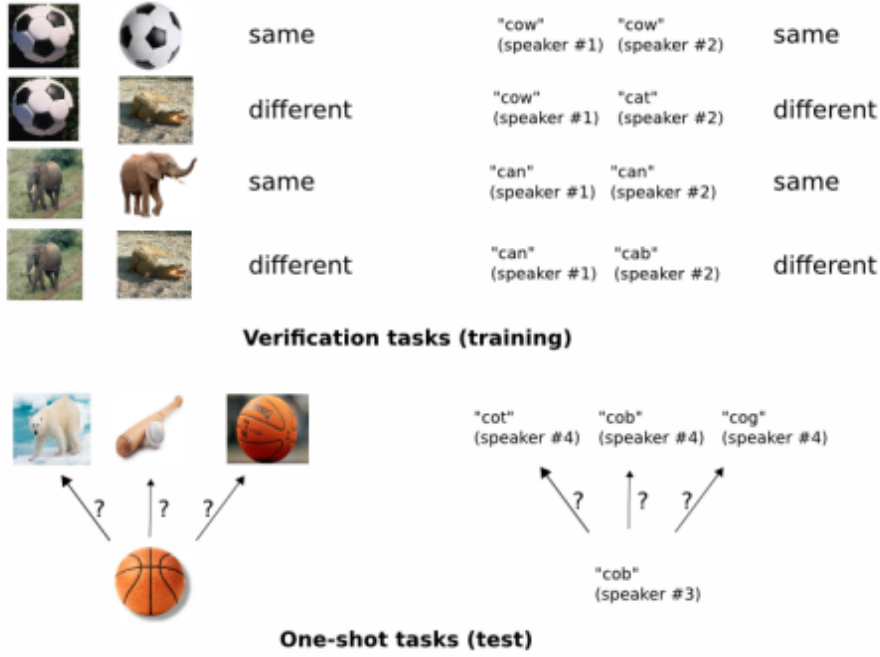 same
"cow" "cow"
(speaker #1) (speaker #2)
same
different
"cow" "cat"
(speaker #1) (speaker #2)
different
same
"can" "can"
(speaker #1) (speaker #2)
same
different
"can" "cab"
(speaker #1) (speaker #2)
different
Verification tasks (training)
"cot" "cob" "cog"
(speaker #4) (speaker #4) (speaker #4)
? ? ?
? ? ?
"cob"
(speaker #3)
One-shot tasks (test)